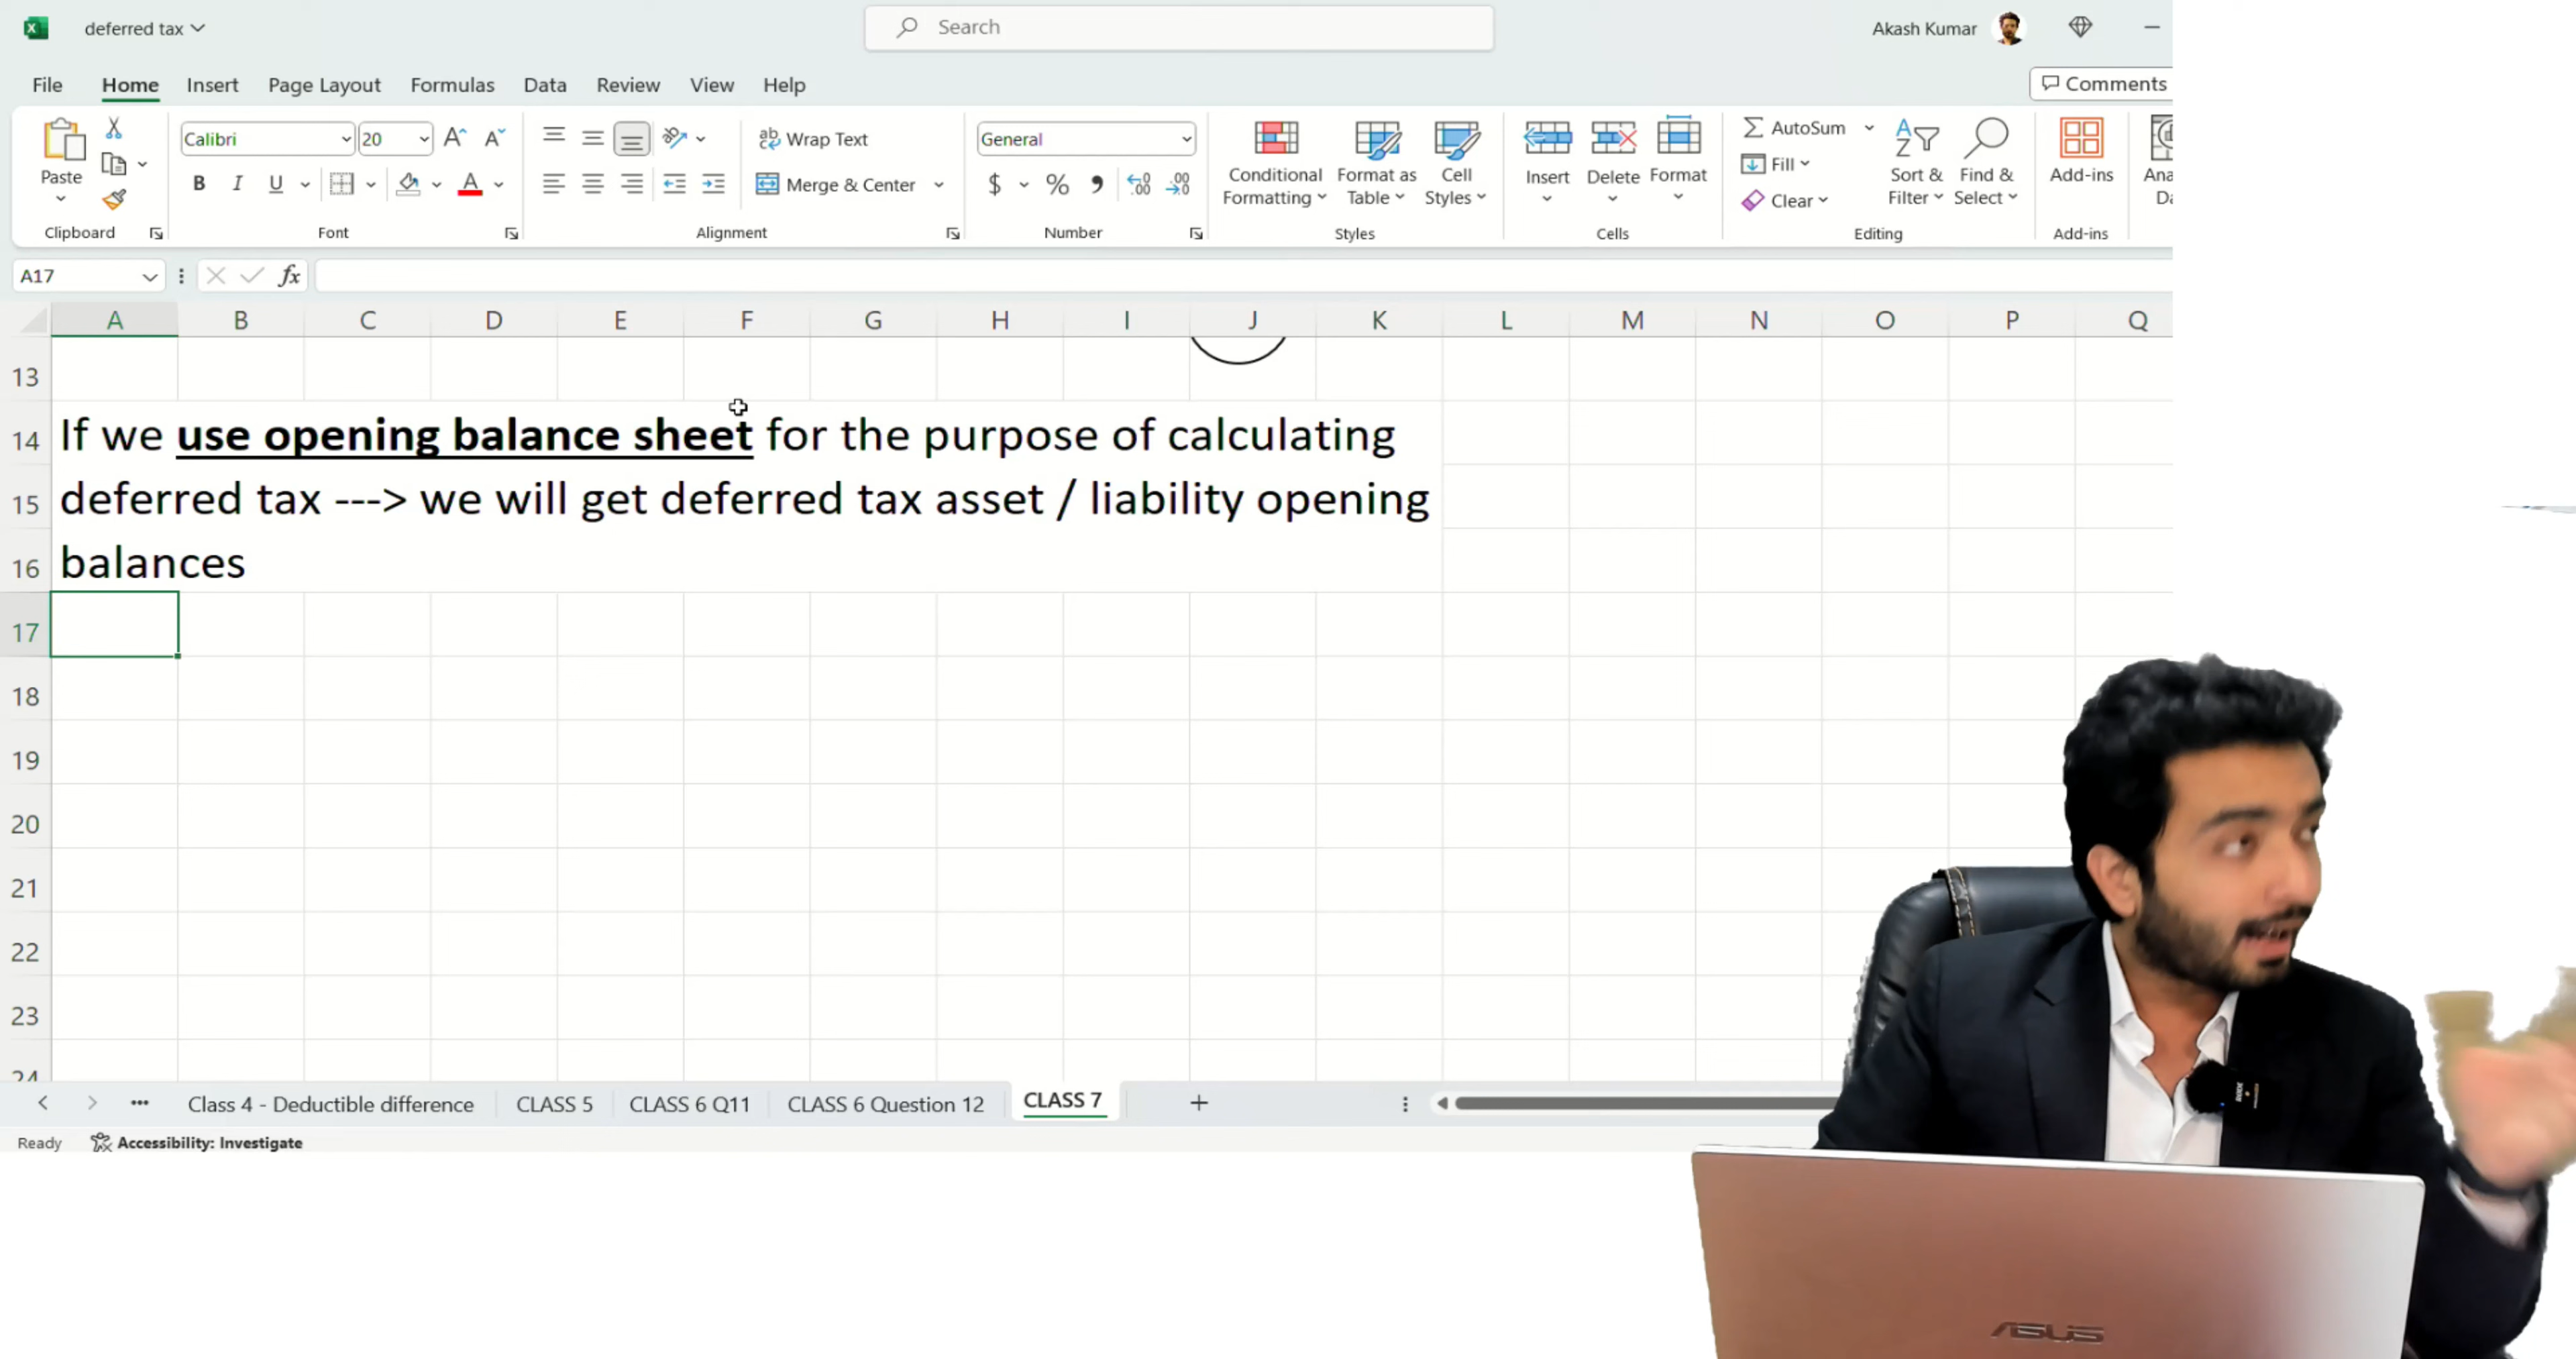 deferred tax
Search
Akash Kumar
File Home Insert Page Layout Formulas Data Review View Help
Comments
Paste
Calibri 20
Wrap Text
General
AutoSum
Fill
Clear
B I U
Merge & Center
$ % ,
Conditional Formatting
Format as Table
Cell Styles
Insert
Delete
Format
Sort & Filter
Find & Select
Add-ins
Clipboard Font Alignment Number Styles Cells Editing Add-ins
A17 fx
A B C D E F G H I J K L M N O P Q
13
14 If we use opening balance sheet for the purpose of calculating
15 deferred tax ---> we will get deferred tax asset / liability opening
16 balances
17
18
19
20
21
22
23
24
Class 4 - Deductible difference CLASS 5 CLASS 6 Q11 CLASS 6 Question 12 CLASS 7
Ready Accessibility: Investigate
ASUS